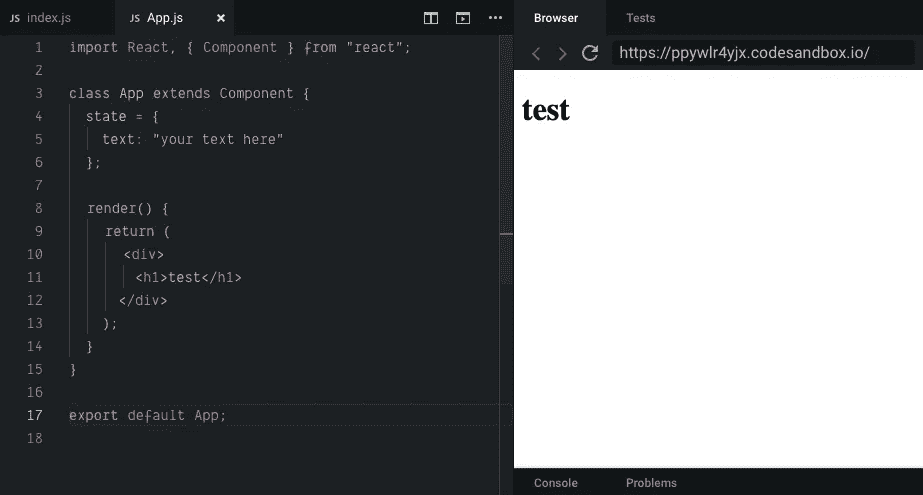 JS index.js
JS App.js ×
Browser
Tests
https://ppywlr4yjx.codesandbox.io/
1 import React, { Component } from "react";
2
3 class App extends Component {
4 state = {
5 text: "your text here"
6 };
7
8 render() {
9 return (
10 <div>
11 <h1>test</h1>
12 </div>
13 );
14 }
15 }
16
17 export default App;
18
test
Console
Problems